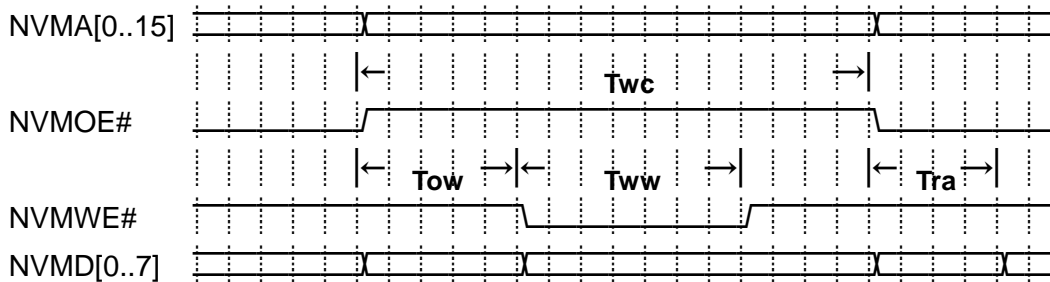 NVMA[0..15]
Twc
NVMOE#
Tow Tww Tra
NVMWE#
NVMD[0..7]